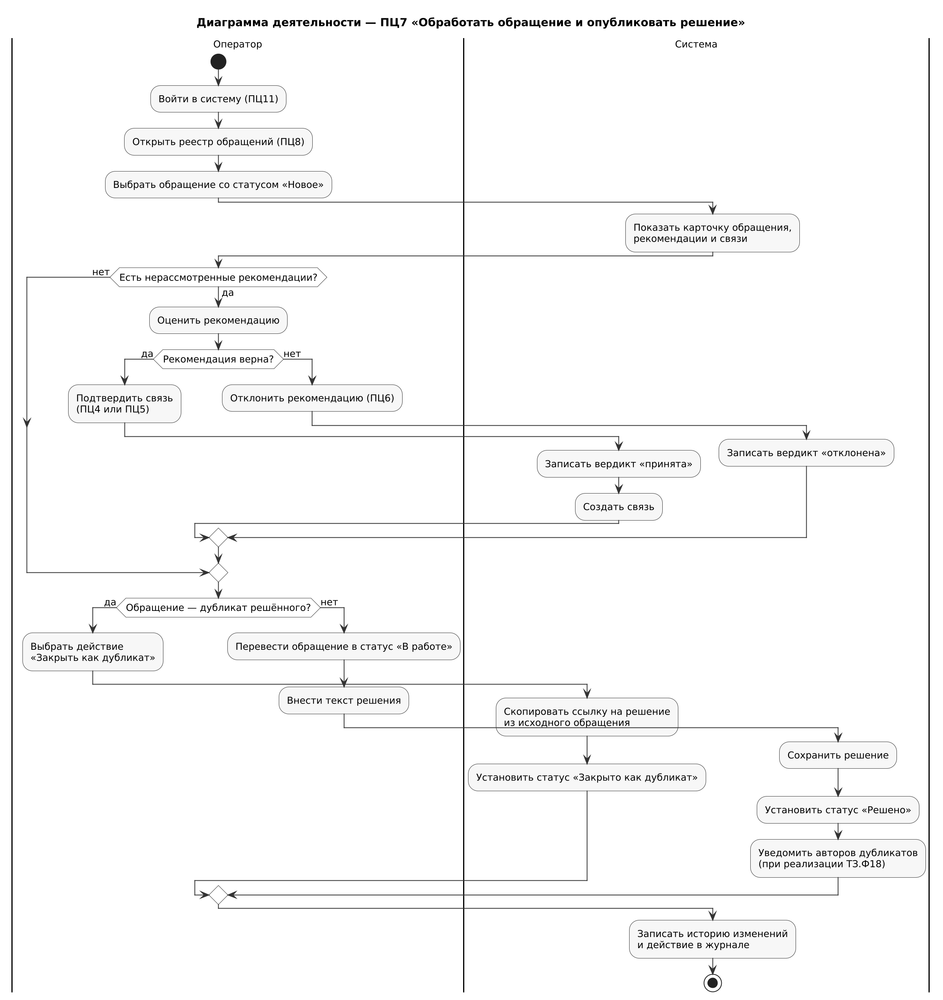 Диаграмма деятельности — ПЦ7 «Обработать обращение и опубликовать решение»
Оператор
Система
Войти в систему (ПЦ11)
Открыть реестр обращений (ПЦ8)
Выбрать обращение со статусом «Новое»
Показать карточку обращения,
рекомендации и связи
нет
Есть нерассмотренные рекомендации?
да
Оценить рекомендацию
да
Рекомендация верна?
нет
Подтвердить связь
(ПЦ4 или ПЦ5)
Отклонить рекомендацию (ПЦ6)
Записать вердикт «принята»
Записать вердикт «отклонена»
Создать связь
да
Обращение — дубликат решённого?
нет
Выбрать действие
«Закрыть как дубликат»
Перевести обращение в статус «В работе»
Внести текст решения
Скопировать ссылку на решение
из исходного обращения
Сохранить решение
Установить статус «Закрыто как дубликат»
Установить статус «Решено»
Уведомить авторов дубликатов
(при реализации ТЗ.Ф18)
Записать историю изменений
и действие в журнале